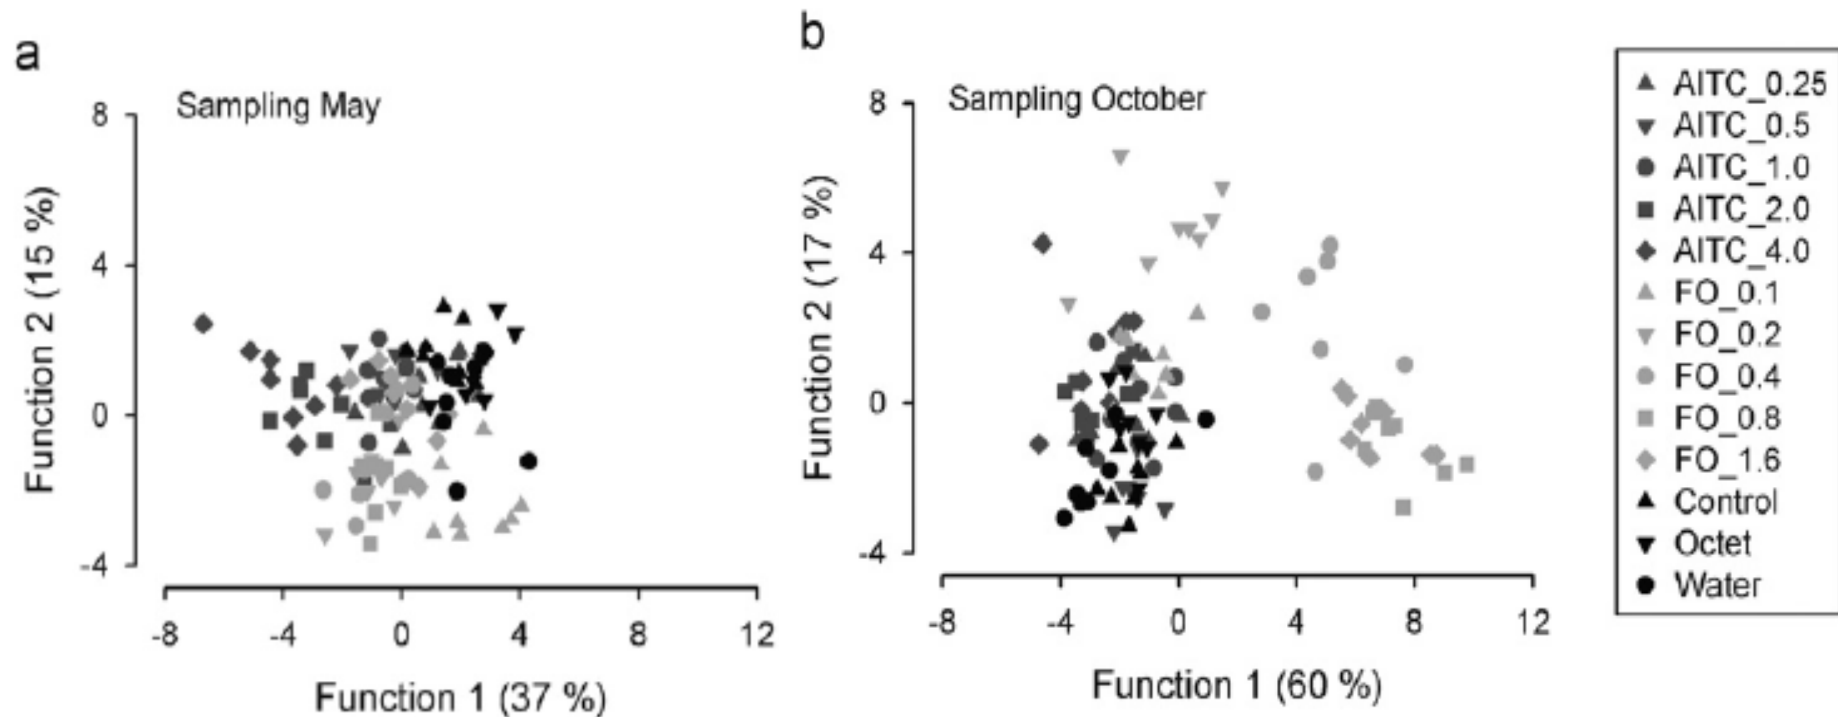 a
Sampling May
8
4
0
-4
Function 2 (15 %)
-8 -4 0 4 8 12
Function 1 (37 %)
b
Sampling October
8
4
0
-4
Function 2 (17 %)
-8 -4 0 4 8 12
Function 1 (60 %)
AITC_0.25
AITC_0.5
AITC_1.0
AITC_2.0
AITC_4.0
FO_0.1
FO_0.2
FO_0.4
FO_0.8
FO_1.6
Control
Octet
Water